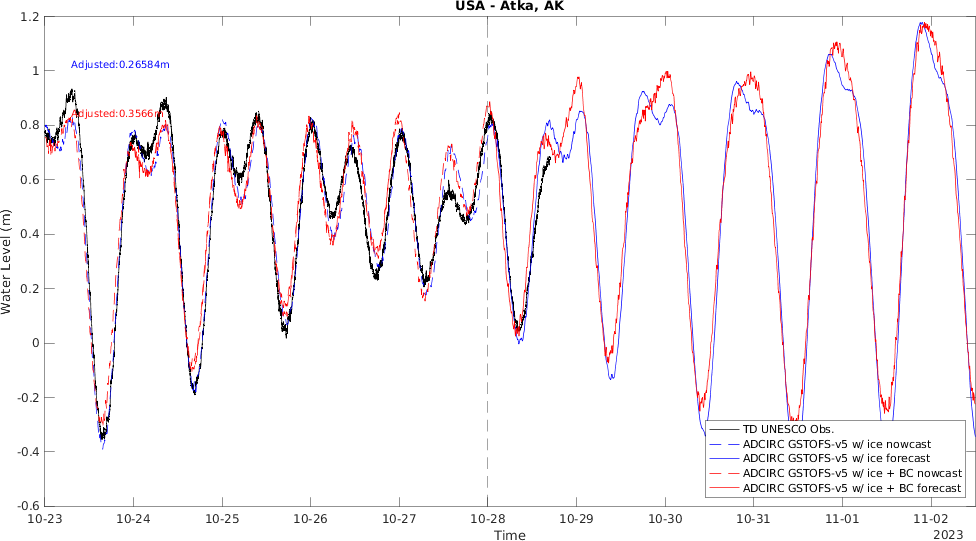 USA - Atka, AK
Adjusted:0.26584m
Adjusted:0.3566
Water Level (m)
1.2
1
0.8
0.6
0.4
0.2
0
-0.2
-0.4
-0.6
TD UNESCO Obs.
ADCIRC GSTOFS-v5 w/ ice nowcast
ADCIRC GSTOFS-v5 w/ ice forecast
ADCIRC GSTOFS-v5 w/ ice + BC nowcast
ADCIRC GSTOFS-v5 w/ ice + BC forecast
10-23 10-24 10-25 10-26 10-27 10-28 10-29 10-30 10-31 11-01 11-02
Time
2023